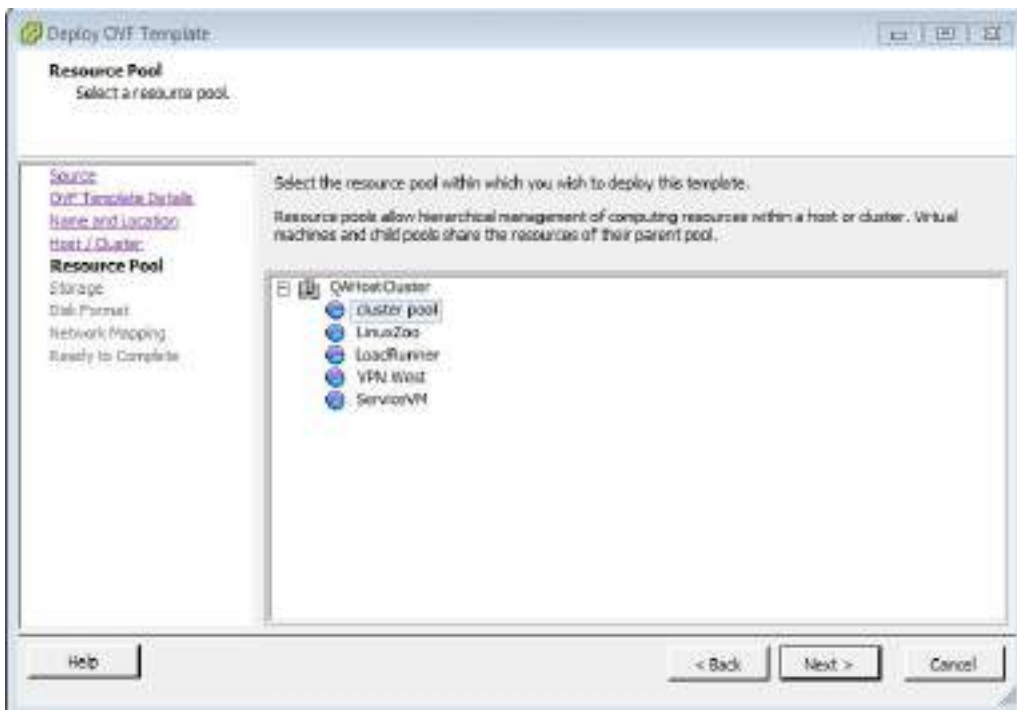 Deploy OVF Template
Resource Pool
Select a resource pool.
Source
OVF Template Details
Name and Location
Host / Cluster
Resource Pool
Storage
Disk Format
Network Mapping
Ready to Complete
Select the resource pool within which you wish to deploy this template.
Resource pools allow hierarchical management of computing resources within a host or cluster. Virtual
machines and child pools share the resources of their parent pool.
QAHostCluster
cluster pool
LinuxZoo
LoadRunner
VPN West
ServiceVM
Help
< Back
Next >
Cancel